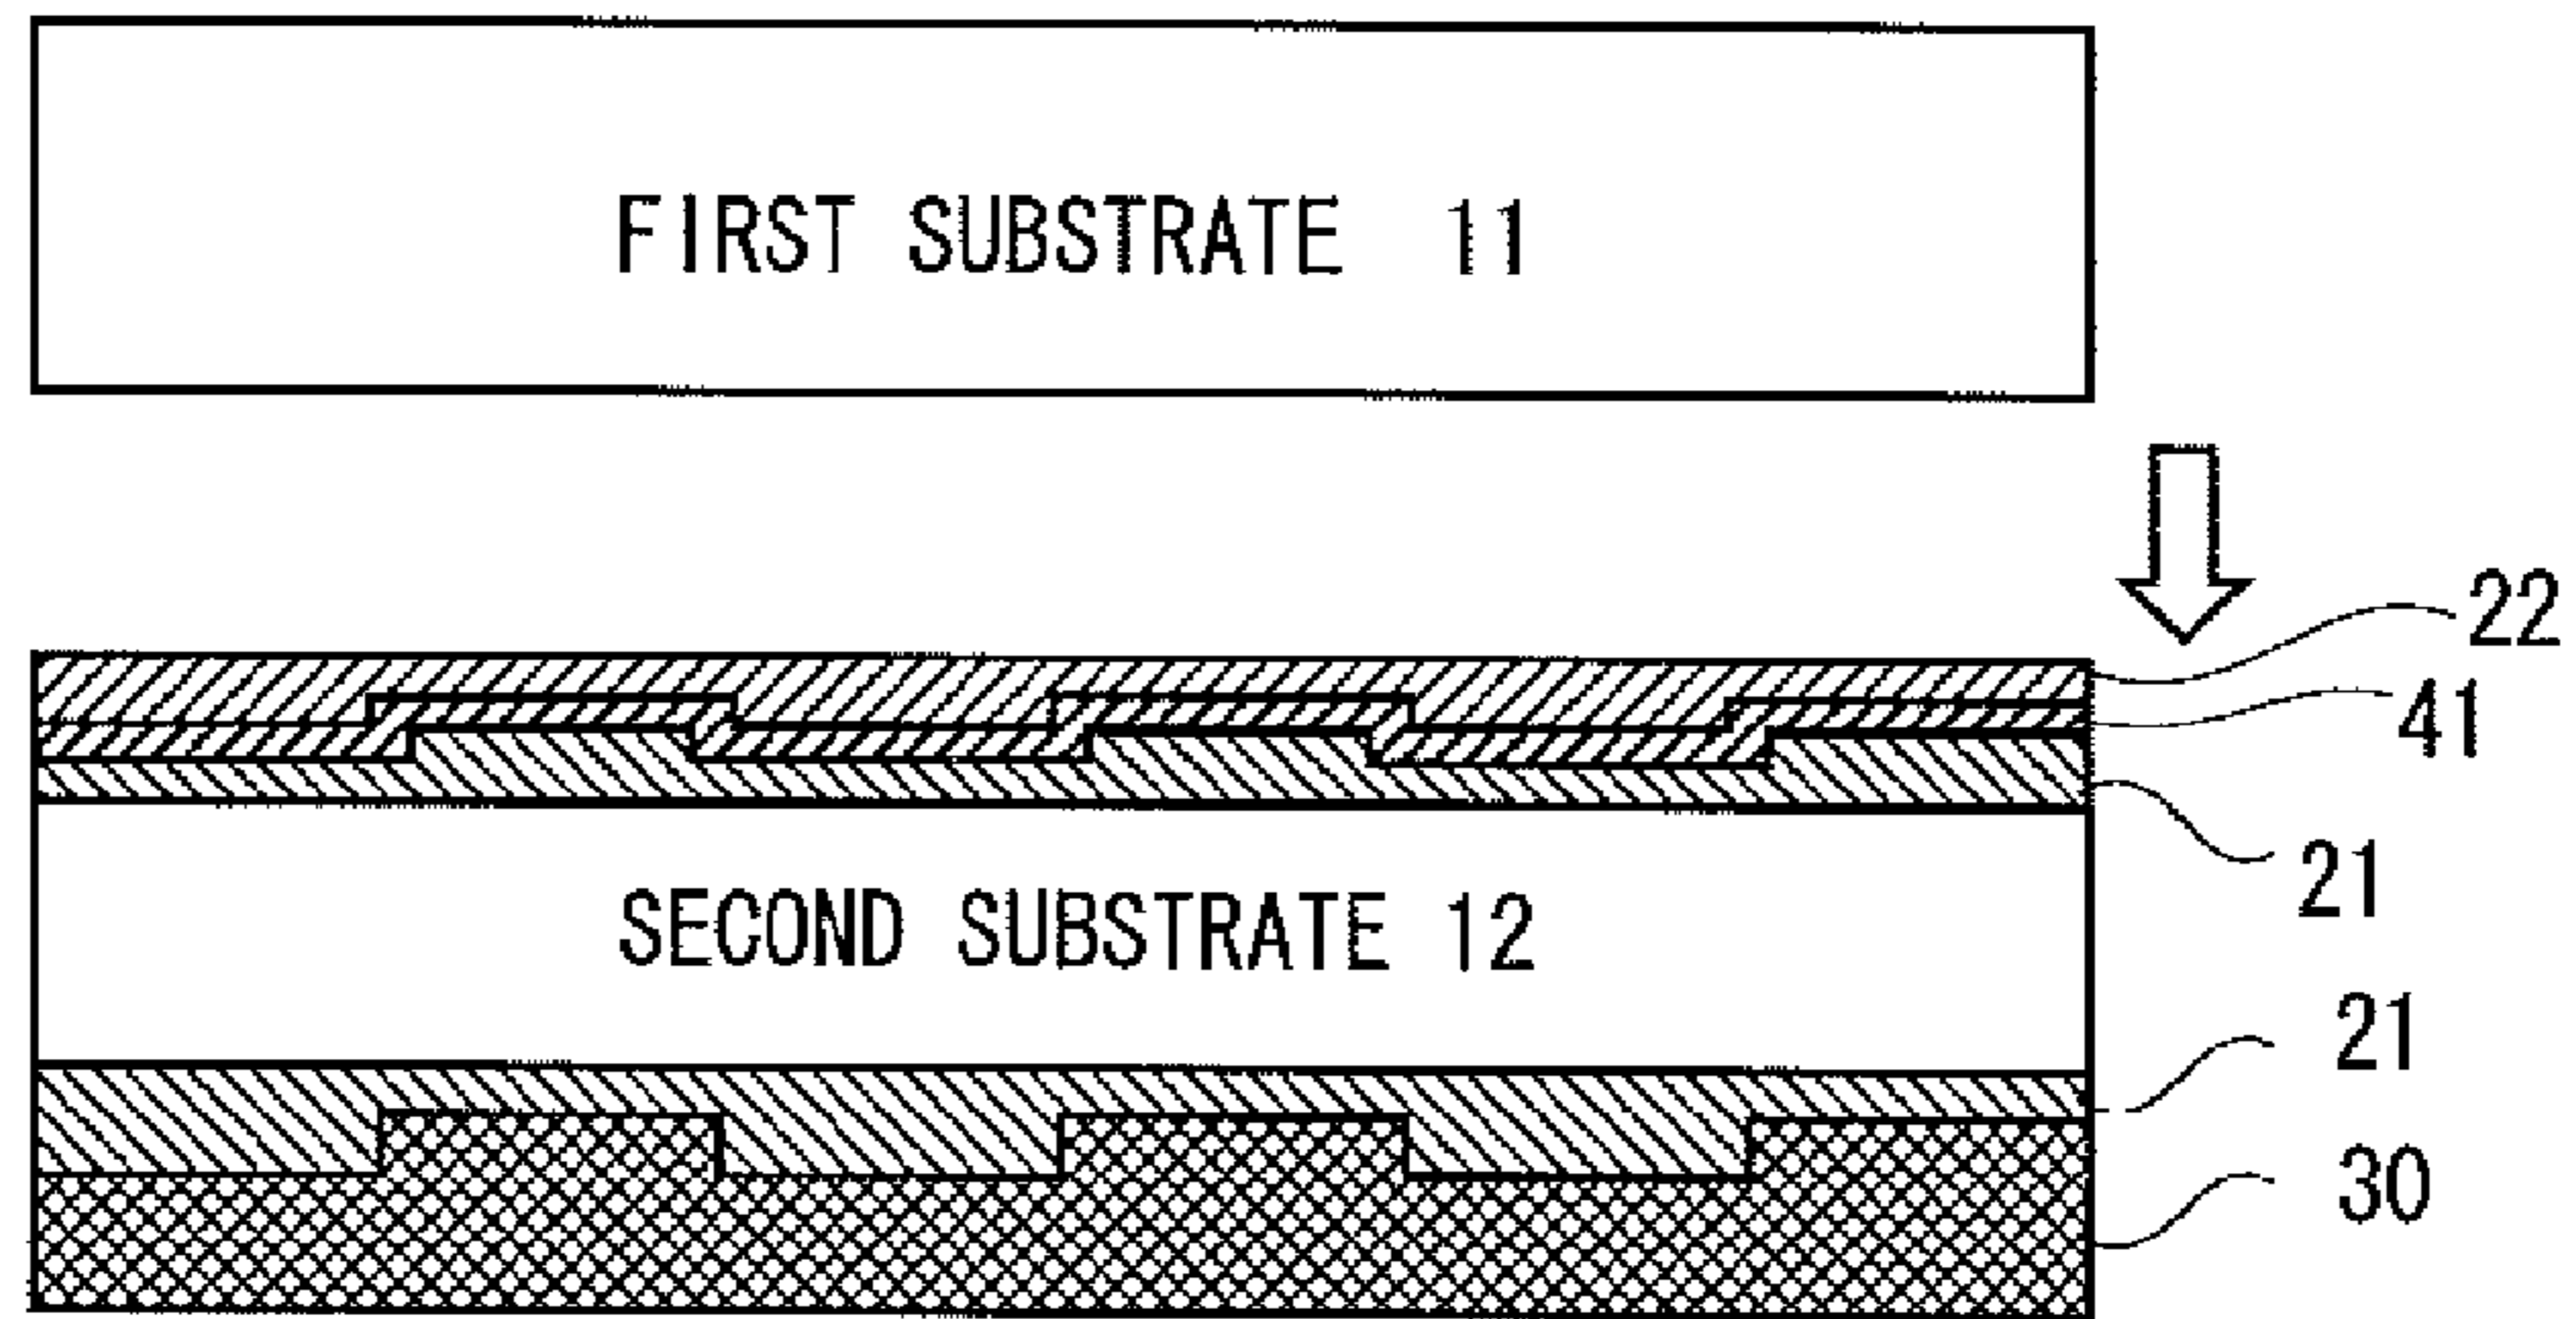 FIRST SUBSTRATE 11
22
41
21
SECOND SUBSTRATE 12
21
30